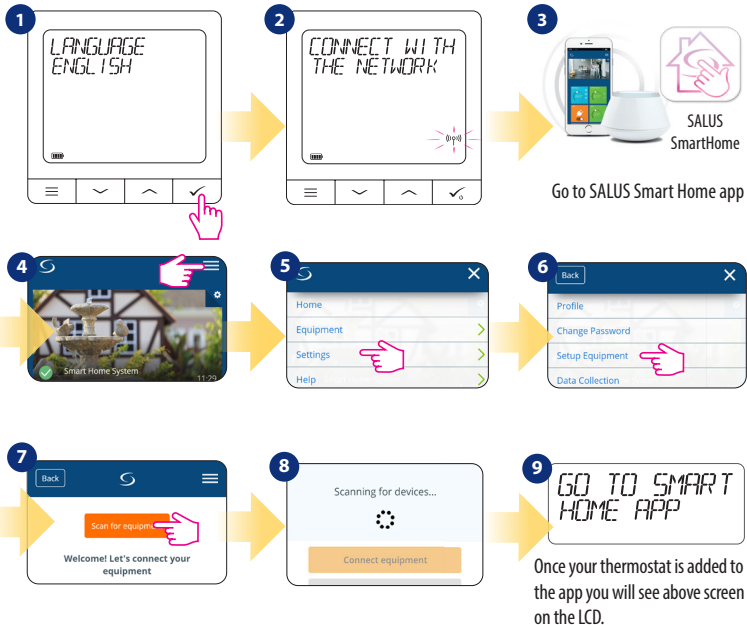 1
LANGUAGE
ENGLISH
2
CONNECT WITH
THE NETWORK
3
SALUS
SmartHome
Go to SALUS Smart Home app
4
Smart Home System
11:29
5
Home
Equipment
Settings
Help
6
Back
Profile
Change Password
Setup Equipment
Data Collection
7
Back
Scan for
Welcome! Let's connect your
equipment
8
Scanning for devices...
Connect equipment
9
GO TO SMART
HOME APP
Once your thermostat is added to
the app you will see above screen
on the LCD.